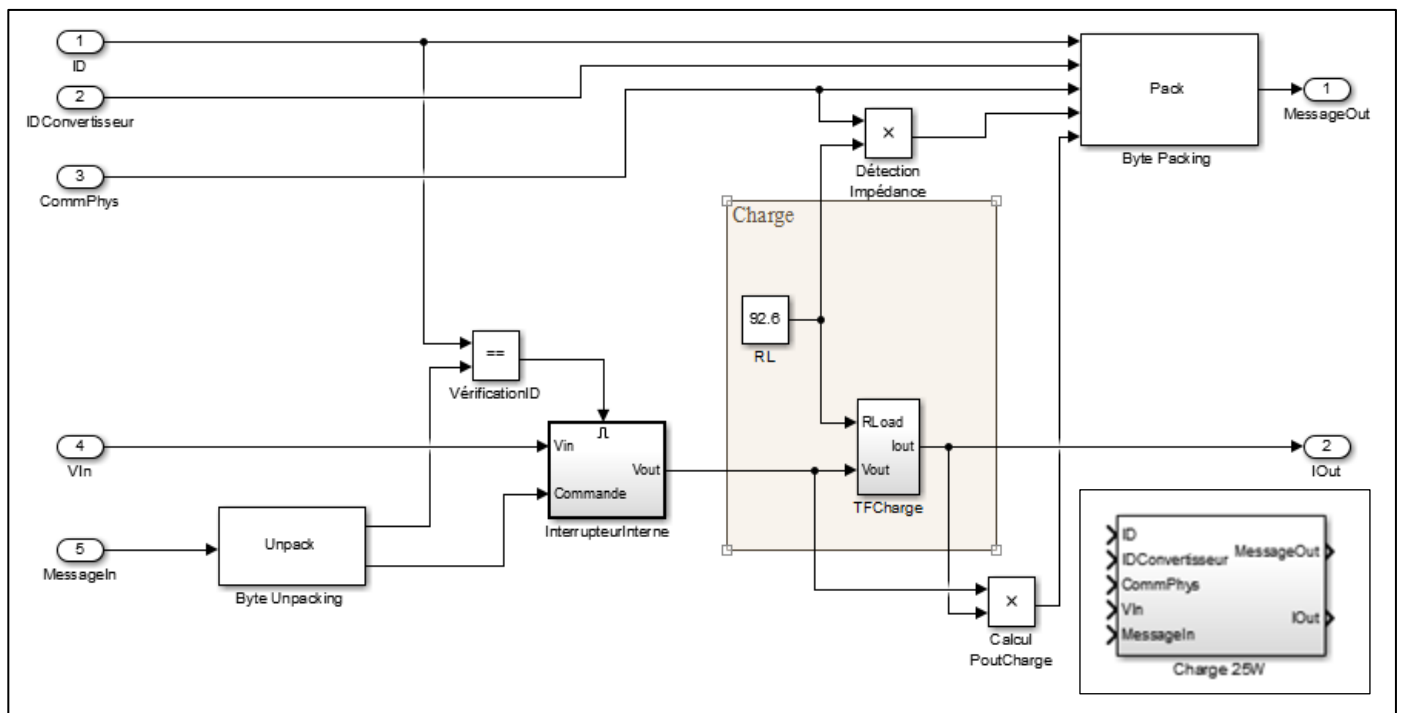 1
ID
2
IDConvertisseur
3
CommPhys
Pack
Byte Packing
1
MessageOut
×
Détection
Impédance
Charge
92.6
RL
==
VérificationID
4
VIn
Vin
Vout
Commande
InterrupteurInterne
RLoad
Iout
Vout
TFCharge
2
IOut
5
MessageIn
Unpack
Byte Unpacking
×
Calcul
PoutCharge
ID
IDConvertisseur
CommPhys
VIn
MessageIn
MessageOut
IOut
Charge 25W